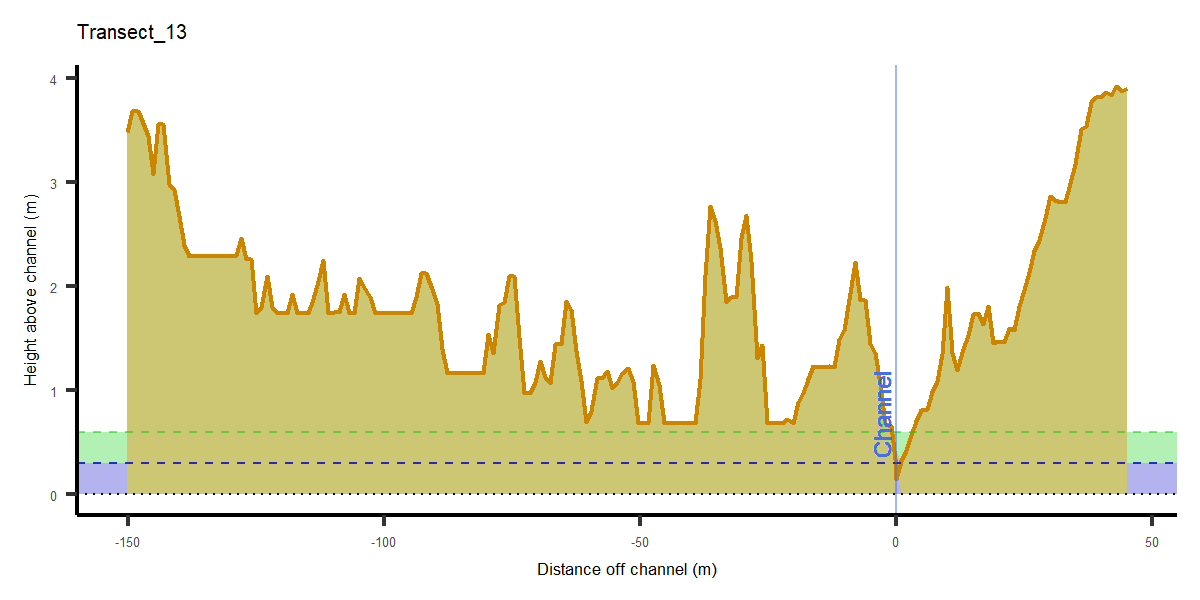 Transect_13
Height above channel (m)
4
3
2
1
0
Channel
-150
-100
-50
0
50
Distance off channel (m)